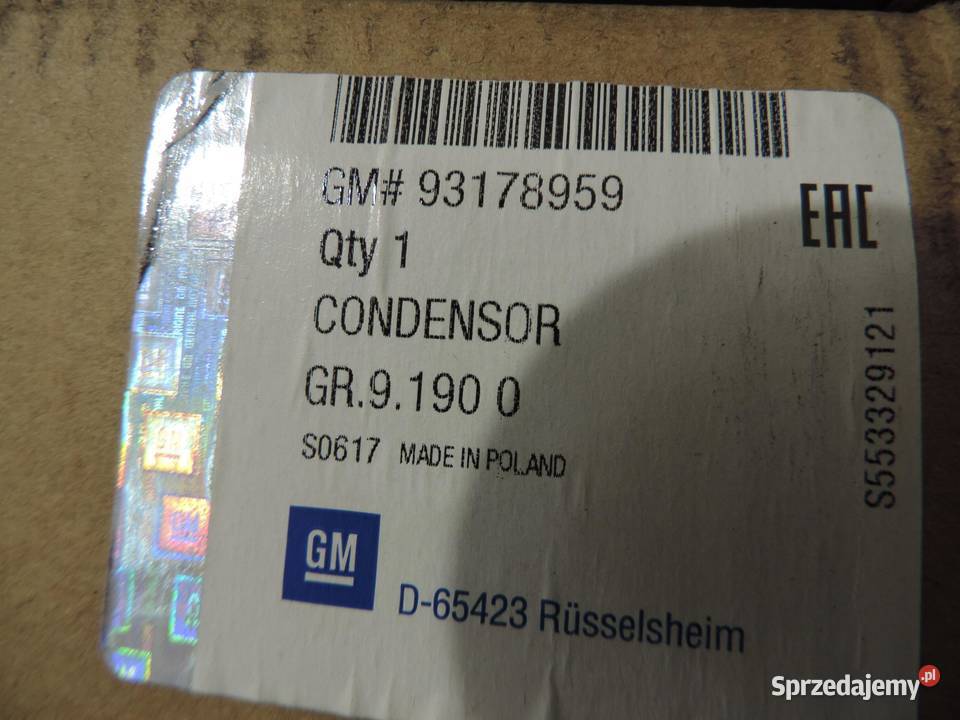 GM# 93178959
EAC
Qty 1
CONDENSOR
GR.9.190 0
S0617 MADE IN POLAND
S553329121
GM
D-65423 Rüsselsheim
GM
Sprzedajemy.pl